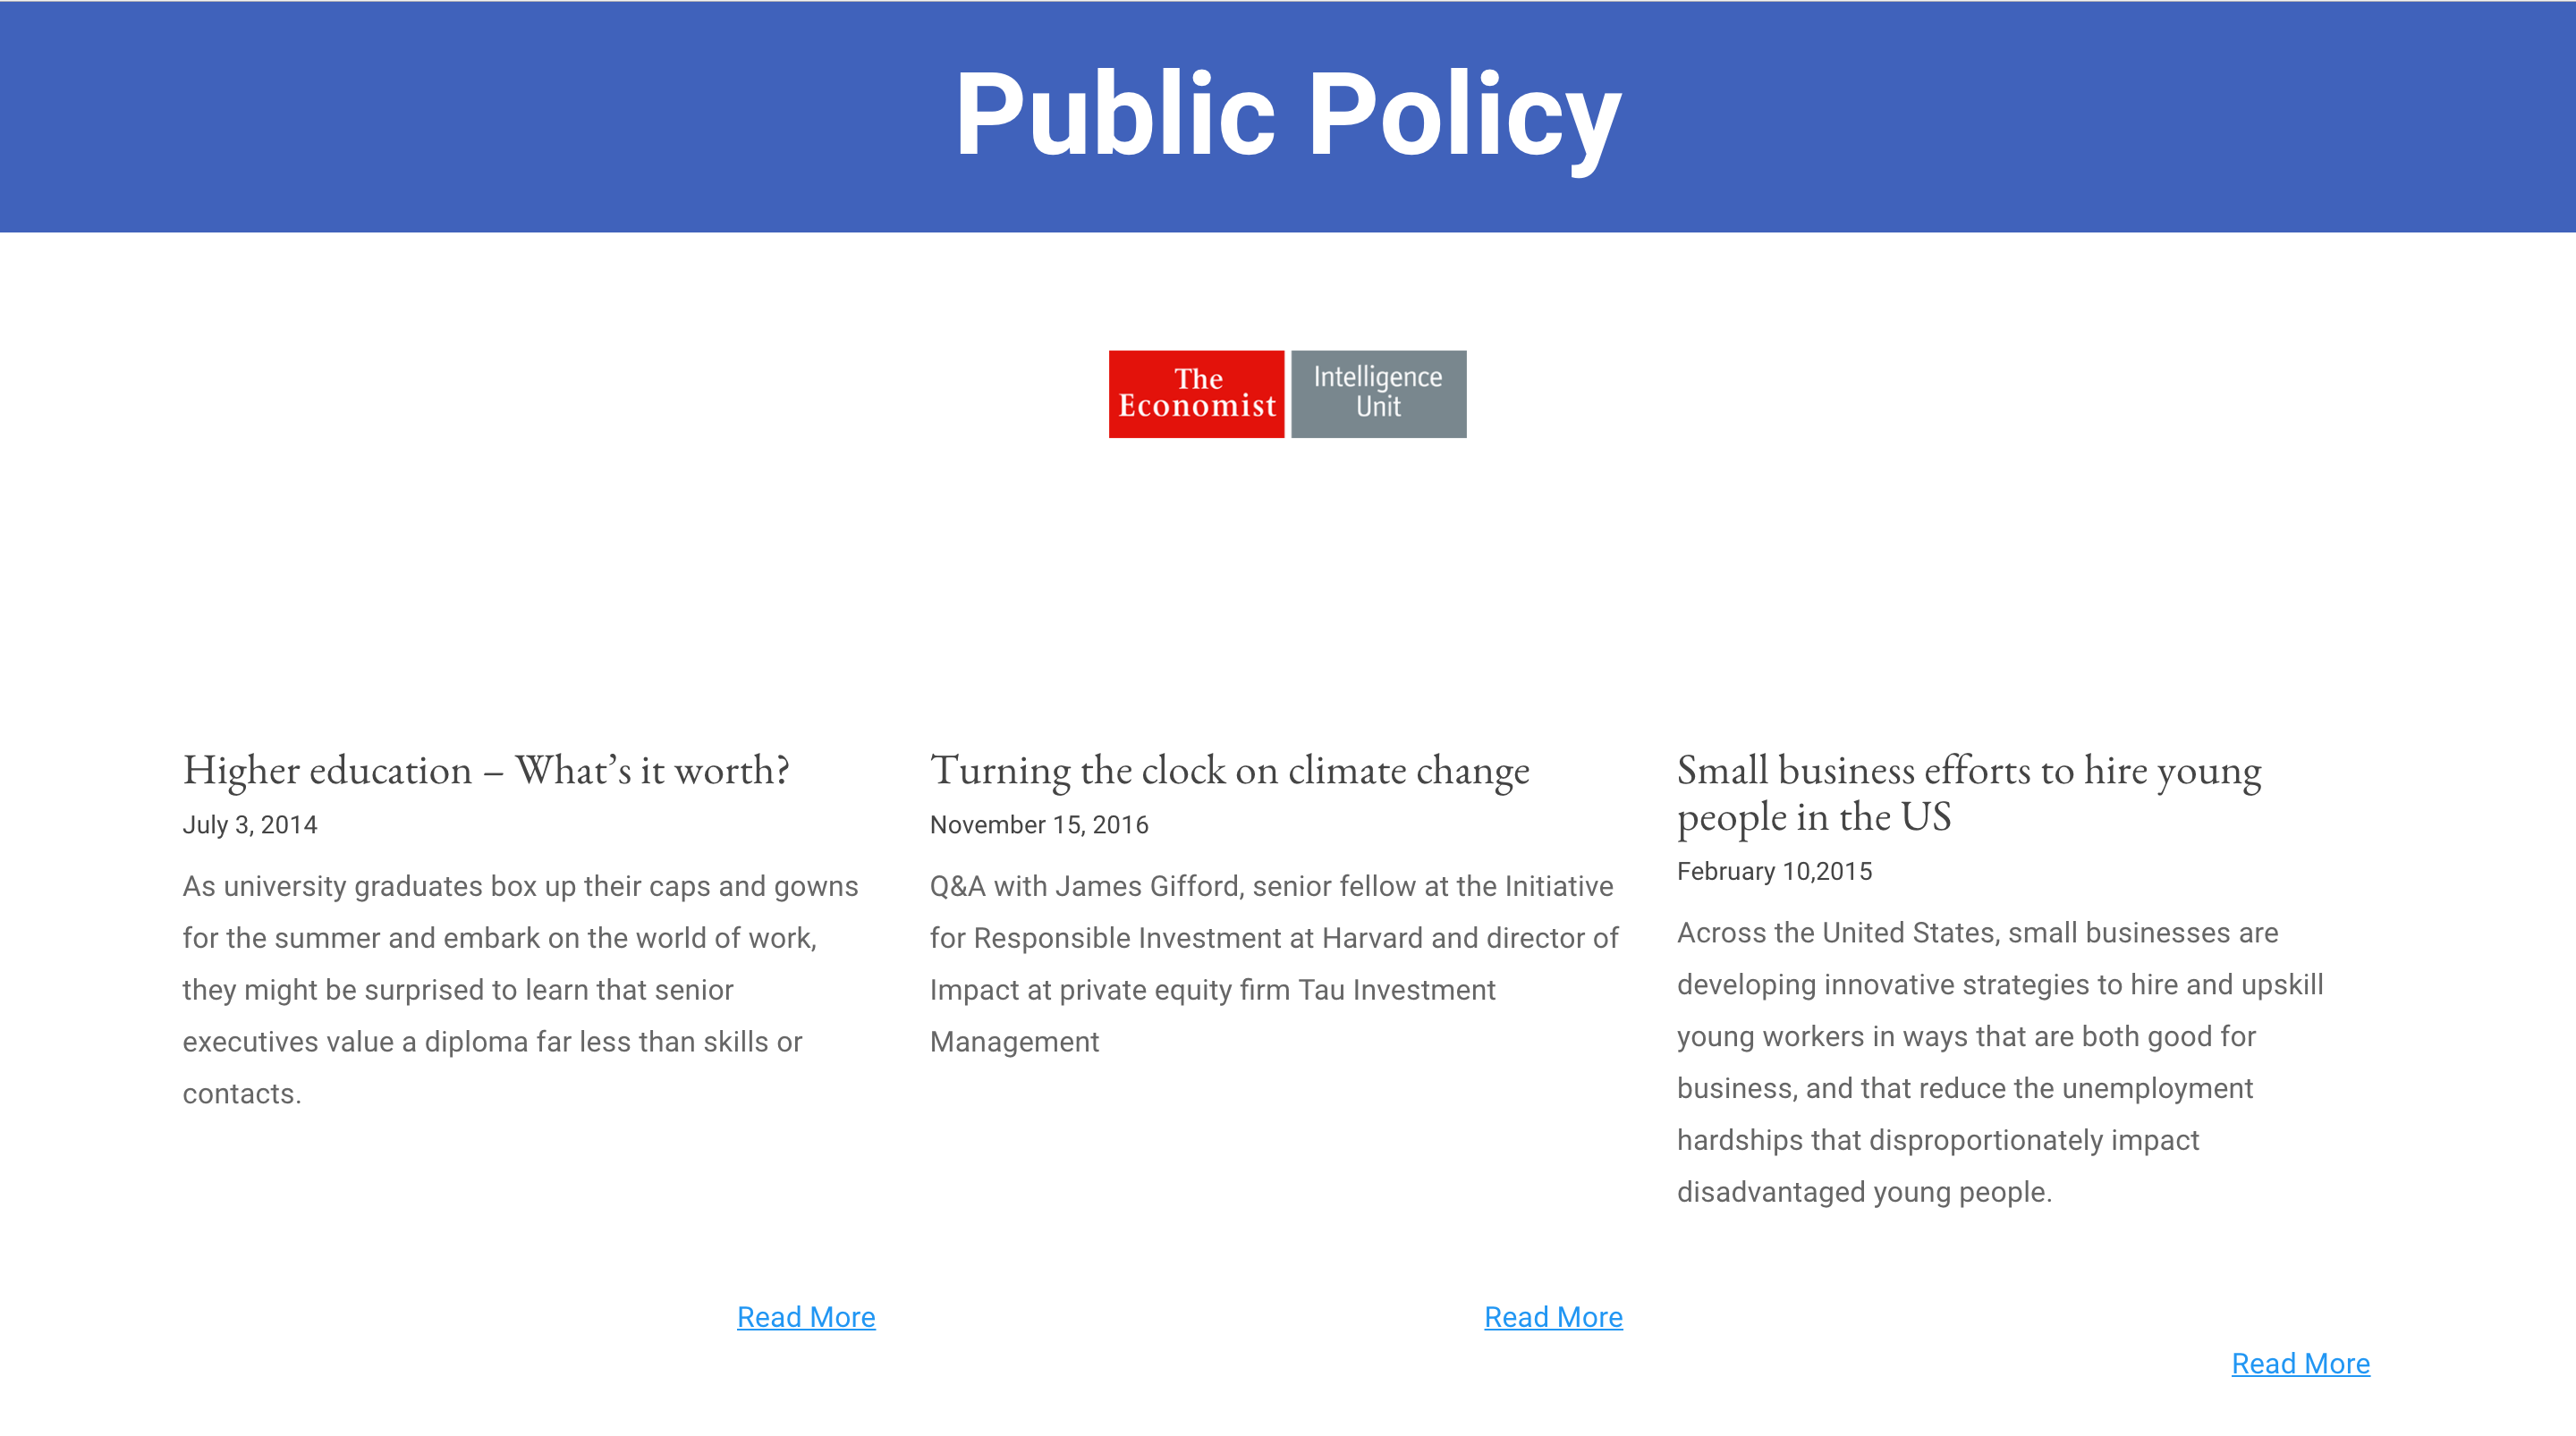 Public Policy
The
Economist
Intelligence
Unit
Higher education – What’s it worth?
July 3, 2014
As university graduates box up their caps and gowns
for the summer and embark on the world of work,
they might be surprised to learn that senior
executives value a diploma far less than skills or
contacts.
Read More
Turning the clock on climate change
November 15, 2016
Q&A with James Gifford, senior fellow at the Initiative
for Responsible Investment at Harvard and director of
Impact at private equity firm Tau Investment
Management
Read More
Small business efforts to hire young
people in the US
February 10,2015
Across the United States, small businesses are
developing innovative strategies to hire and upskill
young workers in ways that are both good for
business, and that reduce the unemployment
hardships that disproportionately impact
disadvantaged young people.
Read More